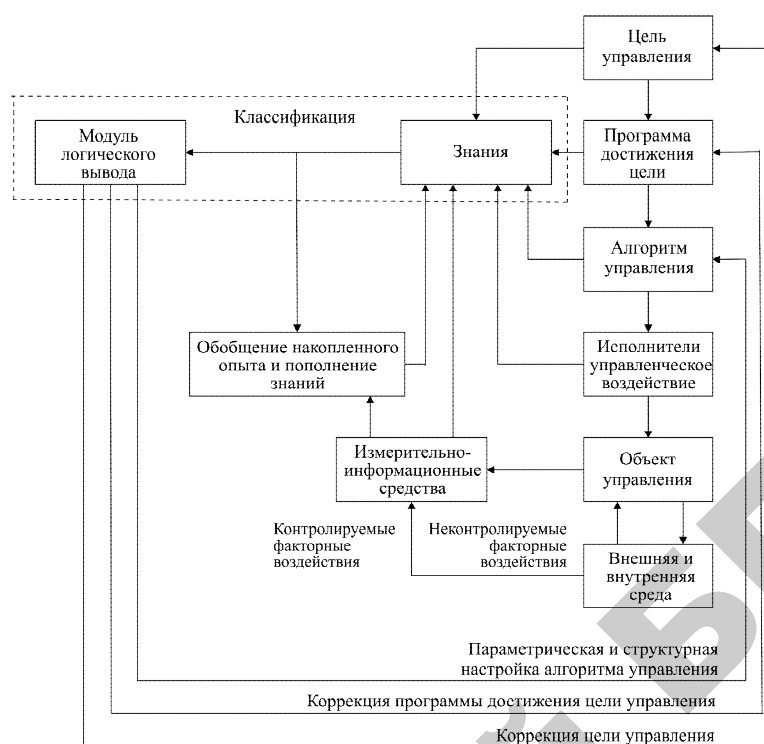 Цель
управления
Классификация
Модуль
логического
вывода
Знания
Программа
достижения
цели
Алгоритм
управления
Обобщение накопленного
опыта и пополнение
знаний
Исполнители
управленческое
воздействие
Измерительно-
информационные
средства
Объект
управления
Контролируемые
факторные
воздействия
Неконтролируемые
факторные
воздействия
Внешняя и
внутренняя
среда
Параметрическая и структурная
настройка алгоритма управления
Коррекция программы достижения цели управления
Коррекция цели управления